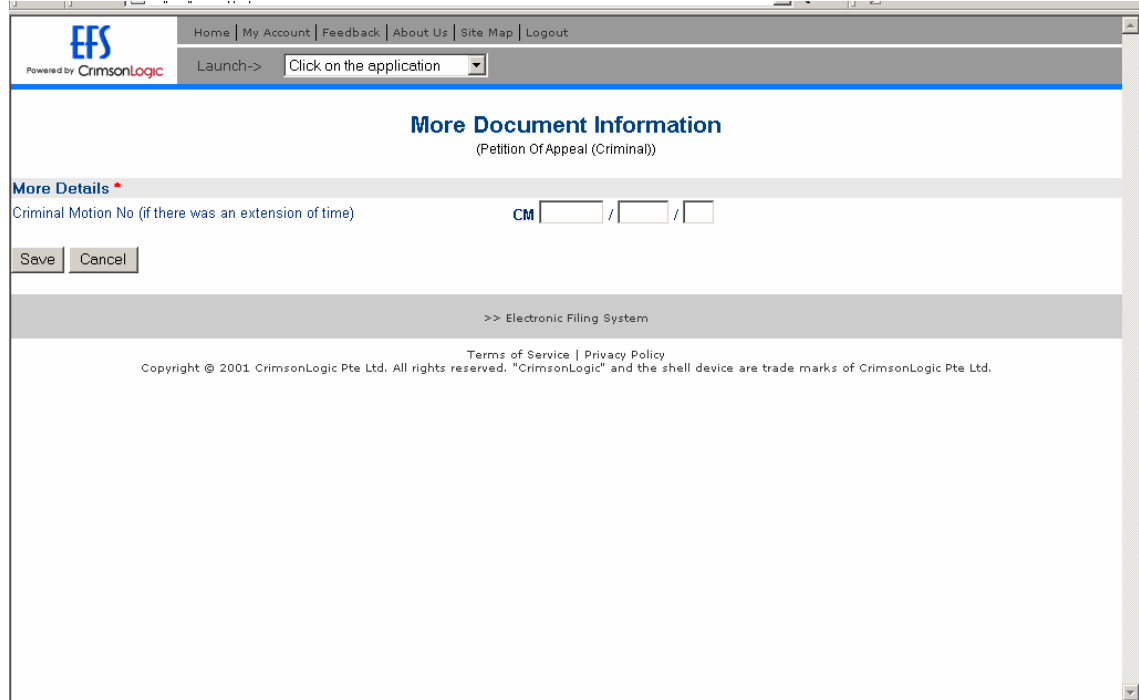 EFS
Powered by CrimsonLogic
Home | My Account | Feedback | About Us | Site Map | Logout
Launch-> Click on the application
More Document Information
(Petition Of Appeal (Criminal))
More Details *
Criminal Motion No (if there was an extension of time) CM / /
Save Cancel
>> Electronic Filing System
Terms of Service | Privacy Policy
Copyright © 2001 CrimsonLogic Pte Ltd. All rights reserved. "CrimsonLogic" and the shell device are trade marks of CrimsonLogic Pte Ltd.